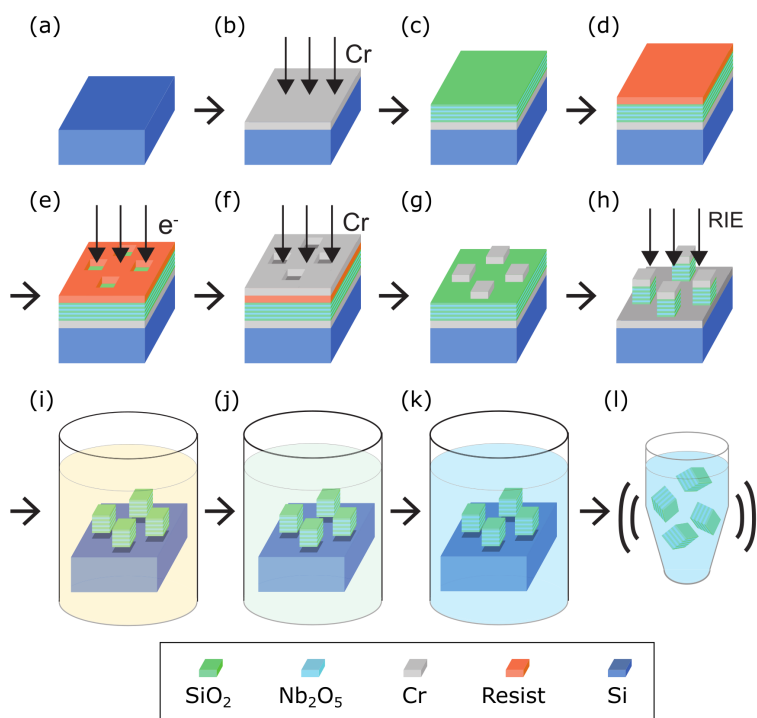 (a) (b) (c) (d)
Cr
(e) (f) (g) (h)
e⁻ Cr RIE
(i) (j) (k) (l)
SiO₂ Nb₂O₅ Cr Resist Si